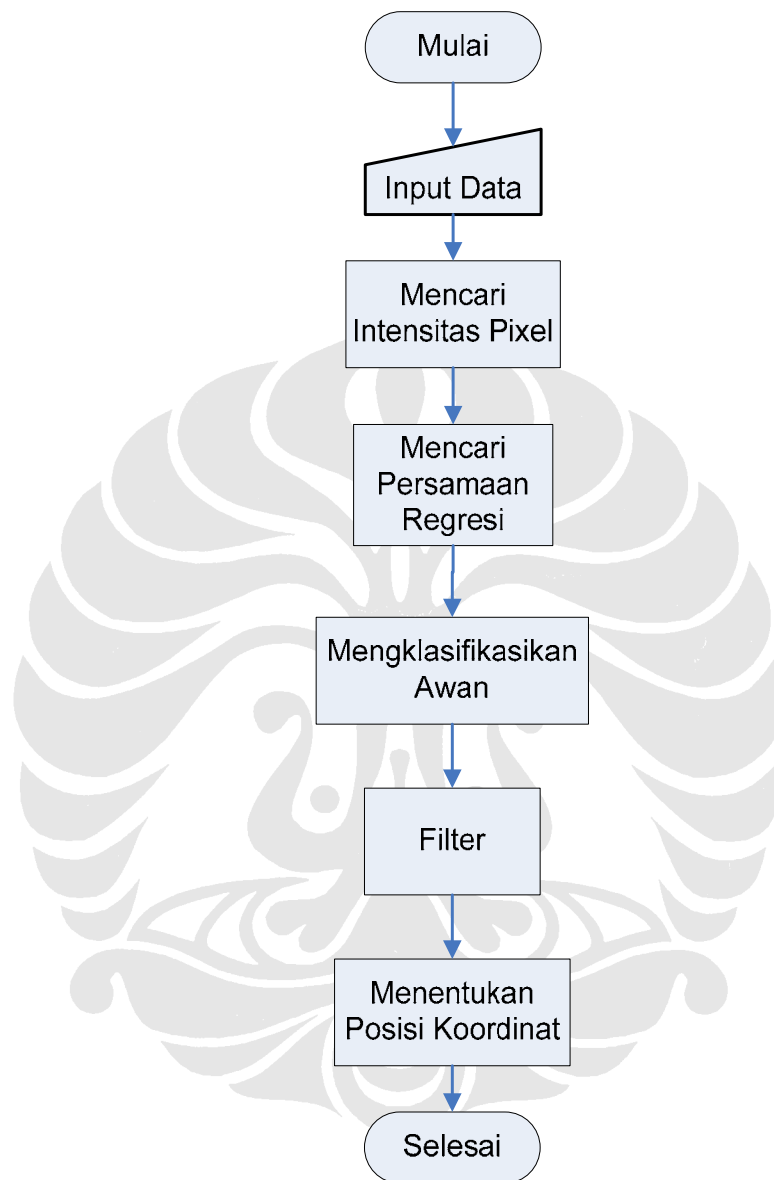 Mulai
Input Data
Mencari
Intensitas Pixel
Mencari
Persamaan
Regresi
Mengklasifikasikan
Awan
Filter
Menentukan
Posisi Koordinat
Selesai